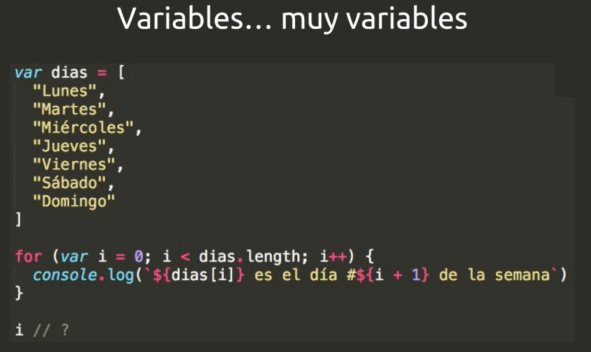 Variables... muy variables
var dias = [
"Lunes",
"Martes",
"Miércoles",
"Jueves",
"Viernes",
"Sábado",
"Domingo"
]
for (var i = 0; i < dias.length; i++) {
console.log(`${dias[i]} es el día #${i + 1} de la semana`)
}
i // ?